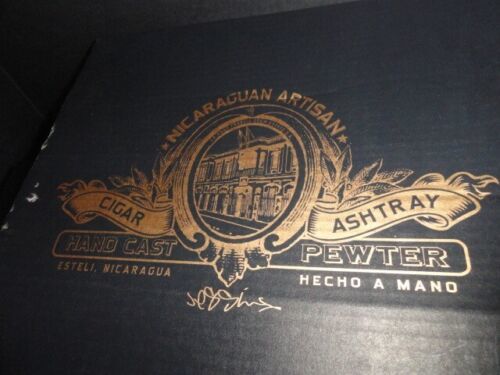 NICARAGUAN ARTISAN
CIGAR ASHTRAY
HAND CAST PEWTER
ESTELI, NICARAGUA
HECHO A MANO